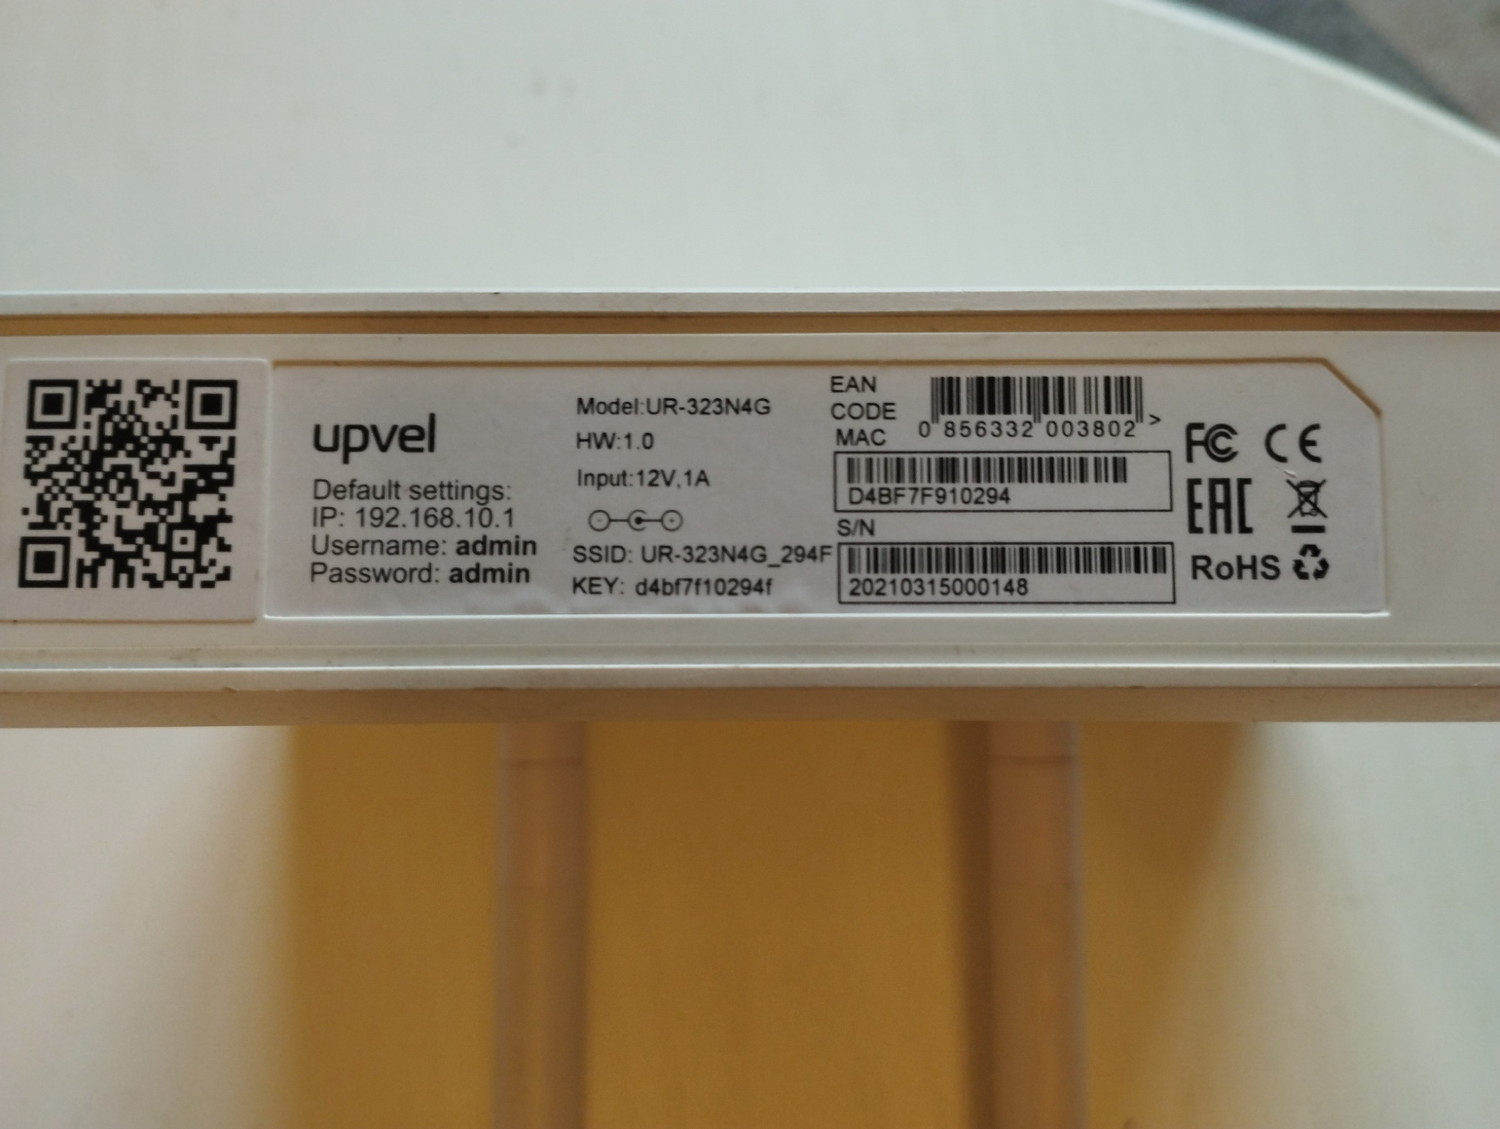 upvel
Default settings:
IP: 192.168.10.1
Username: admin
Password: admin
Model:UR-323N4G
HW:1.0
Input:12V,1A
SSID: UR-323N4G_294F
KEY: d4bf7f10294f
EAN
CODE
0 856332 003802 >
MAC
D4BF7F910294
S/N
20210315000148
FC CE
EAC
RoHS